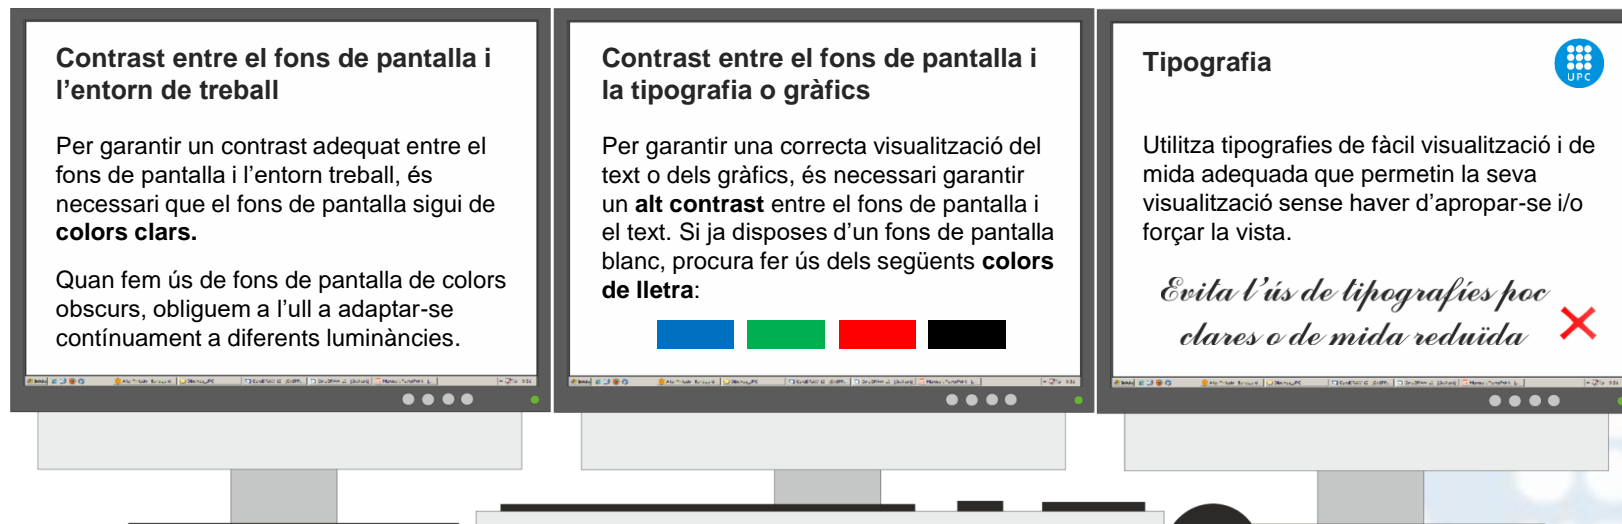 Contrast entre el fons de pantalla i
l'entorn de treball
Per garantir un contrast adequat entre el
fons de pantalla i l'entorn treball, és
necessari que el fons de pantalla sigui de
colors clars.
Quan fem ús de fons de pantalla de colors
obscurs, obliguem a l'ull a adaptar-se
contínuament a diferents luminàncies.
Contrast entre el fons de pantalla i
la tipografia o gràfics
Per garantir una correcta visualització del
text o dels gràfics, és necessari garantir
un alt contrast entre el fons de pantalla i
el text. Si ja disposes d'un fons de pantalla
blanc, procura fer ús dels següents colors
de lletra:
Tipografia
UPC
Utilitza tipografies de fàcil visualització i de
mida adequada que permetin la seva
visualització sense haver d'apropar-se i/o
forçar la vista.
Evita l'ús de tipografíes poc
clares o de mida reduïda